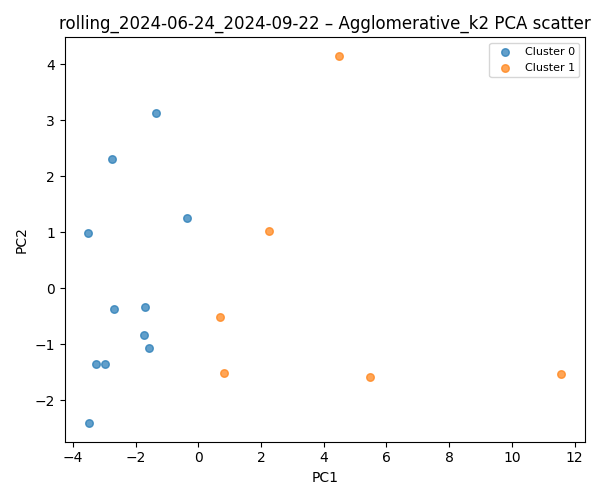 rolling_2024-06-24_2024-09-22 – Agglomerative_k2 PCA scatter
Cluster 0
Cluster 1
4
3
2
1
0
−1
−2
PC2
−4 −2 0 2 4 6 8 10 12
PC1